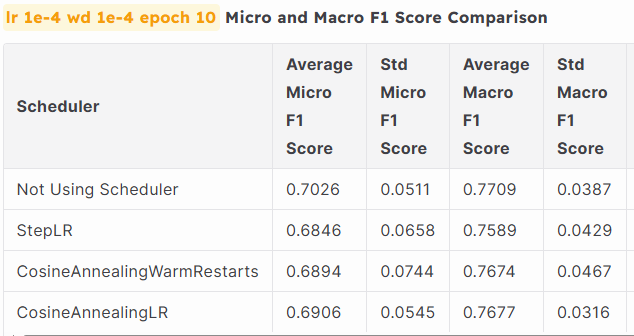 lr 1e-4 wd 1e-4 epoch 10 Micro and Macro F1 Score Comparison
Scheduler Average Micro F1 Score Std Micro F1 Score Average Macro F1 Score Std Macro F1 Score
Not Using Scheduler 0.7026 0.0511 0.7709 0.0387
StepLR 0.6846 0.0658 0.7589 0.0429
CosineAnnealingWarmRestarts 0.6894 0.0744 0.7674 0.0467
CosineAnnealingLR 0.6906 0.0545 0.7677 0.0316